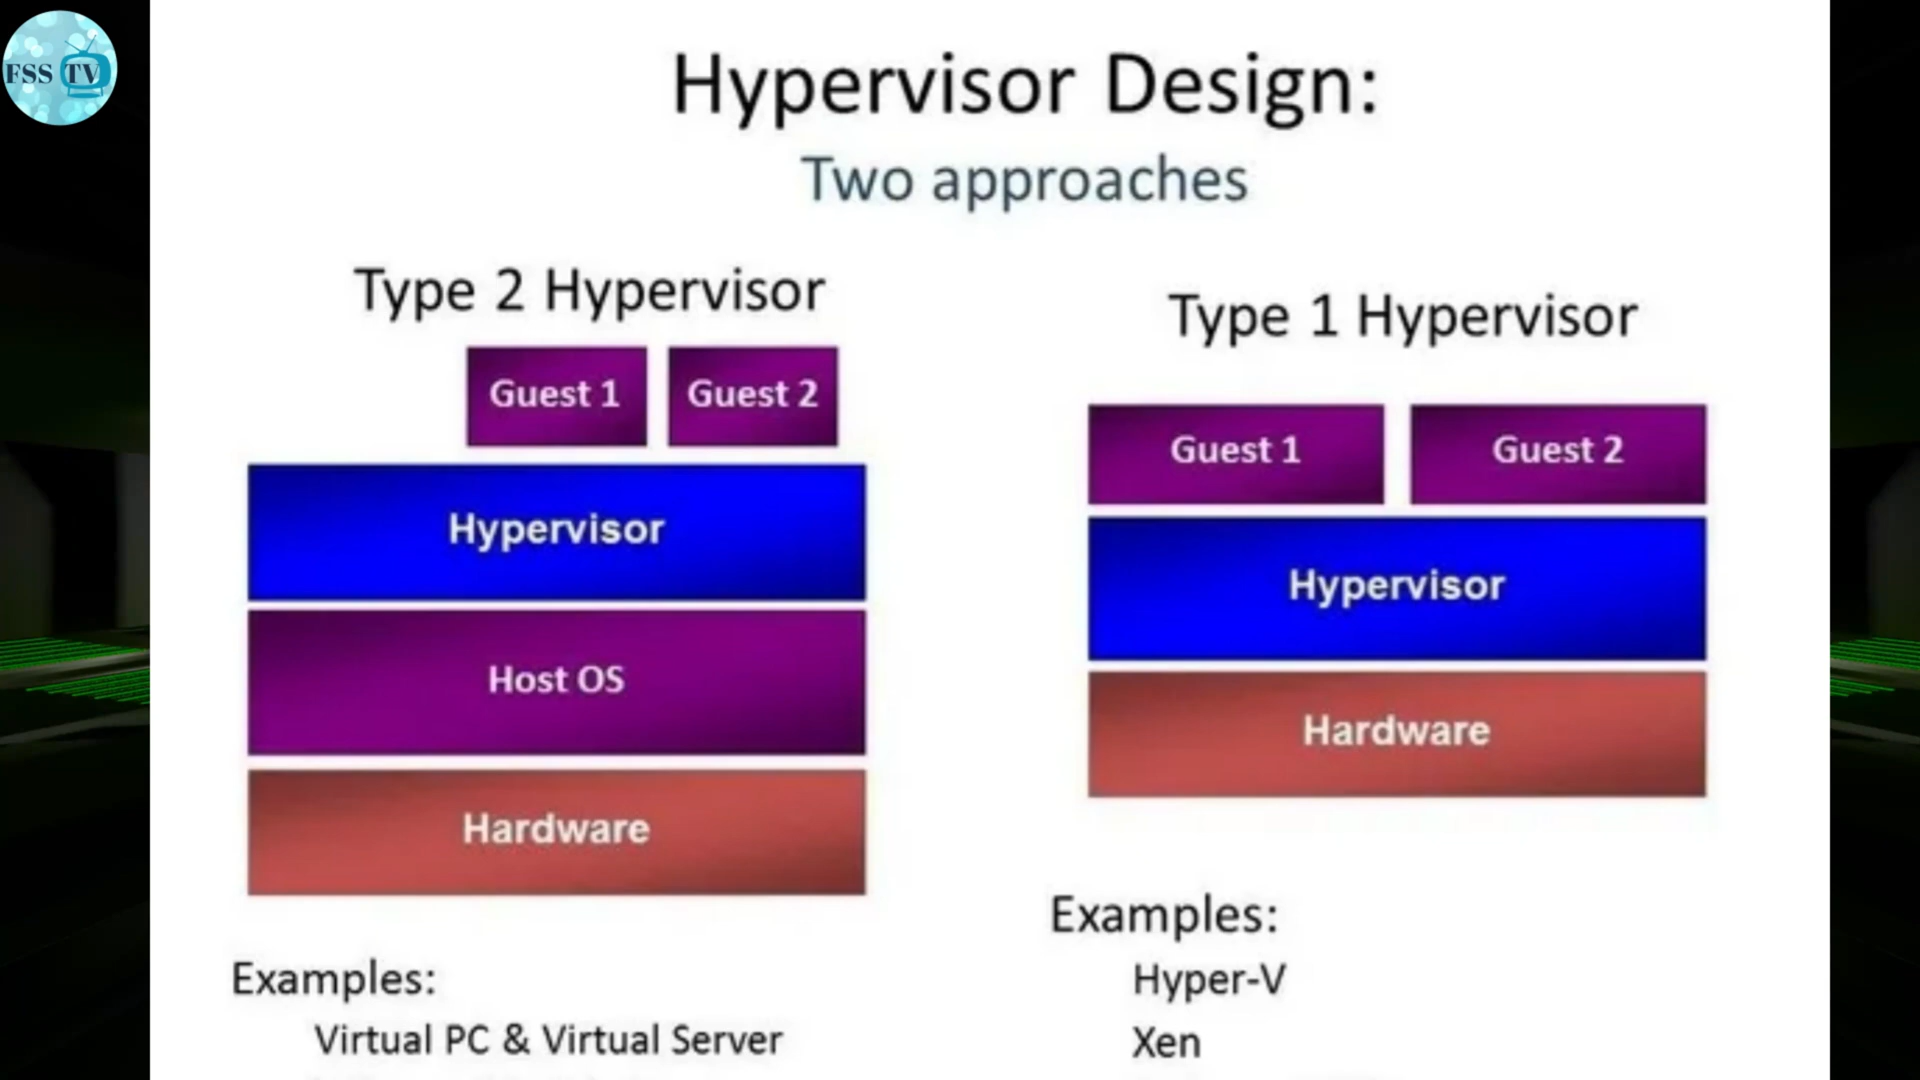 FSS TV
Hypervisor Design:
Two approaches
Type 2 Hypervisor
Guest 1
Guest 2
Hypervisor
Host OS
Hardware
Examples:
Virtual PC & Virtual Server
Type 1 Hypervisor
Guest 1
Guest 2
Hypervisor
Hardware
Examples:
Hyper-V
Xen